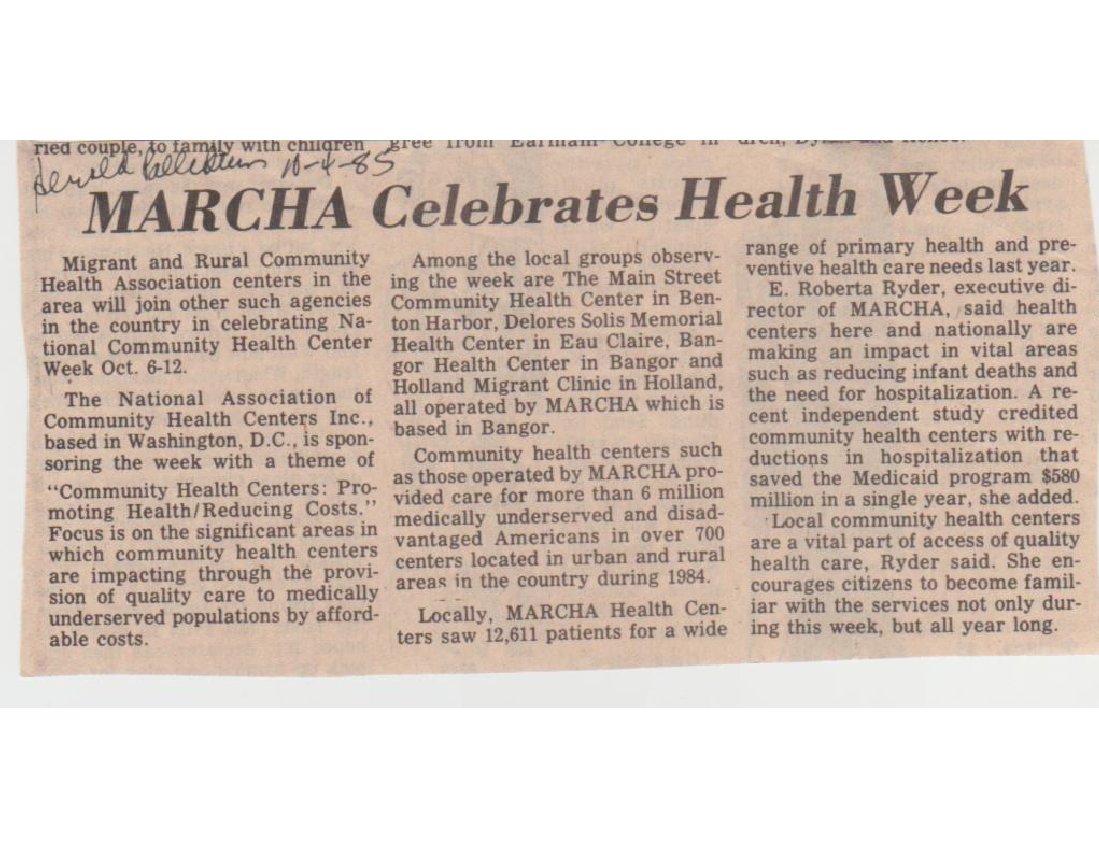 ried couple, to family with children
gree from Earlham College in
10-4-85
MARCHA Celebrates Health Week
Migrant and Rural Community
Health Association centers in the
area will join other such agencies
in the country in celebrating Na-
tional Community Health Center
Week Oct. 6-12.
The National Association of
Community Health Centers Inc.,
based in Washington, D.C., is spon-
soring the week with a theme of
"Community Health Centers: Pro-
moting Health/Reducing Costs."
Focus is on the significant areas in
which community health centers
are impacting through the provi-
sion of quality care to medically
underserved populations by afford-
able costs.
Among the local groups observ-
ing the week are The Main Street
Community Health Center in Ben-
ton Harbor, Delores Solis Memorial
Health Center in Eau Claire, Ban-
gor Health Center in Bangor and
Holland Migrant Clinic in Holland,
all operated by MARCHA which is
based in Bangor.
Community health centers such
as those operated by MARCHA pro-
vided care for more than 6 million
medically underserved and disad-
vantaged Americans in over 700
centers located in urban and rural
areas in the country during 1984.
Locally, MARCHA Health Cen-
ters saw 12,611 patients for a wide
range of primary health and pre-
ventive health care needs last year.
E. Roberta Ryder, executive di-
rector of MARCHA, said health
centers here and nationally are
making an impact in vital areas
such as reducing infant deaths and
the need for hospitalization. A re-
cent independent study credited
community health centers with re-
ductions in hospitalization that
saved the Medicaid program $580
million in a single year, she added.
Local community health centers
are a vital part of access of quality
health care, Ryder said. She en-
courages citizens to become famil-
iar with the services not only dur-
ing this week, but all year long.